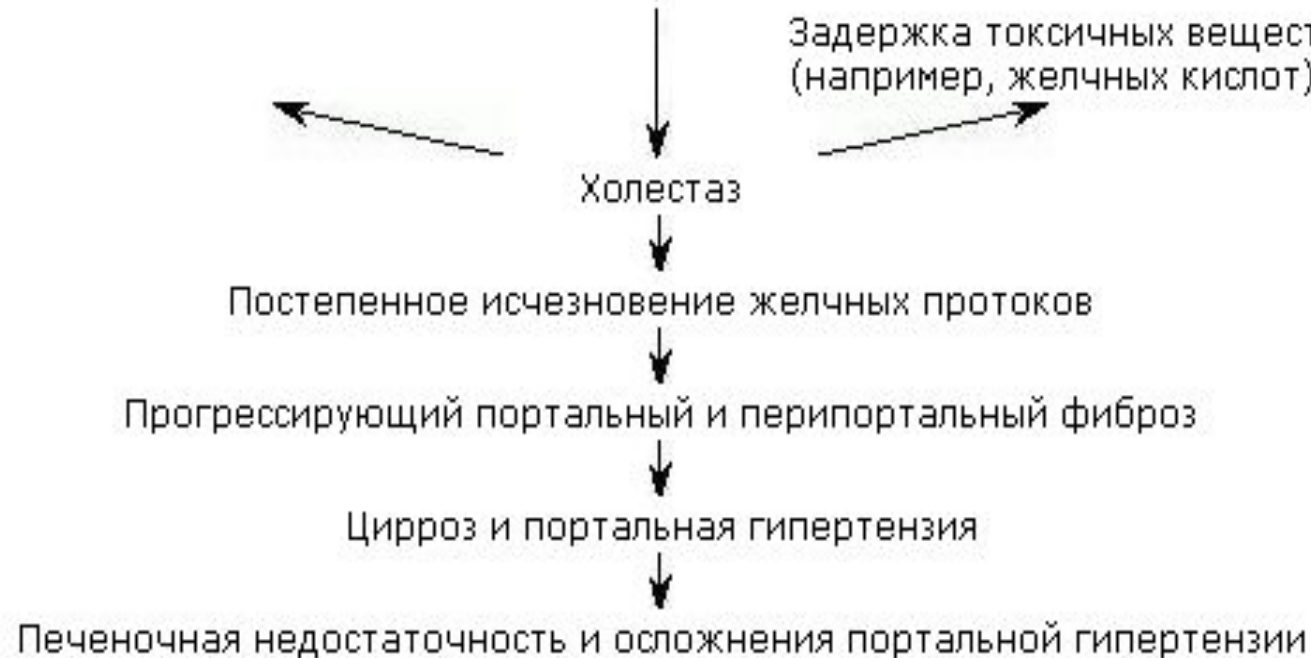 Задержка токсичных вещест
(например, желчных кислот)
Холестаз
Постепенное исчезновение желчных протоков
Прогрессирующий портальный и перипортальный фиброз
Цирроз и портальная гипертензия
Печеночная недостаточность и осложнения портальной гипертензии